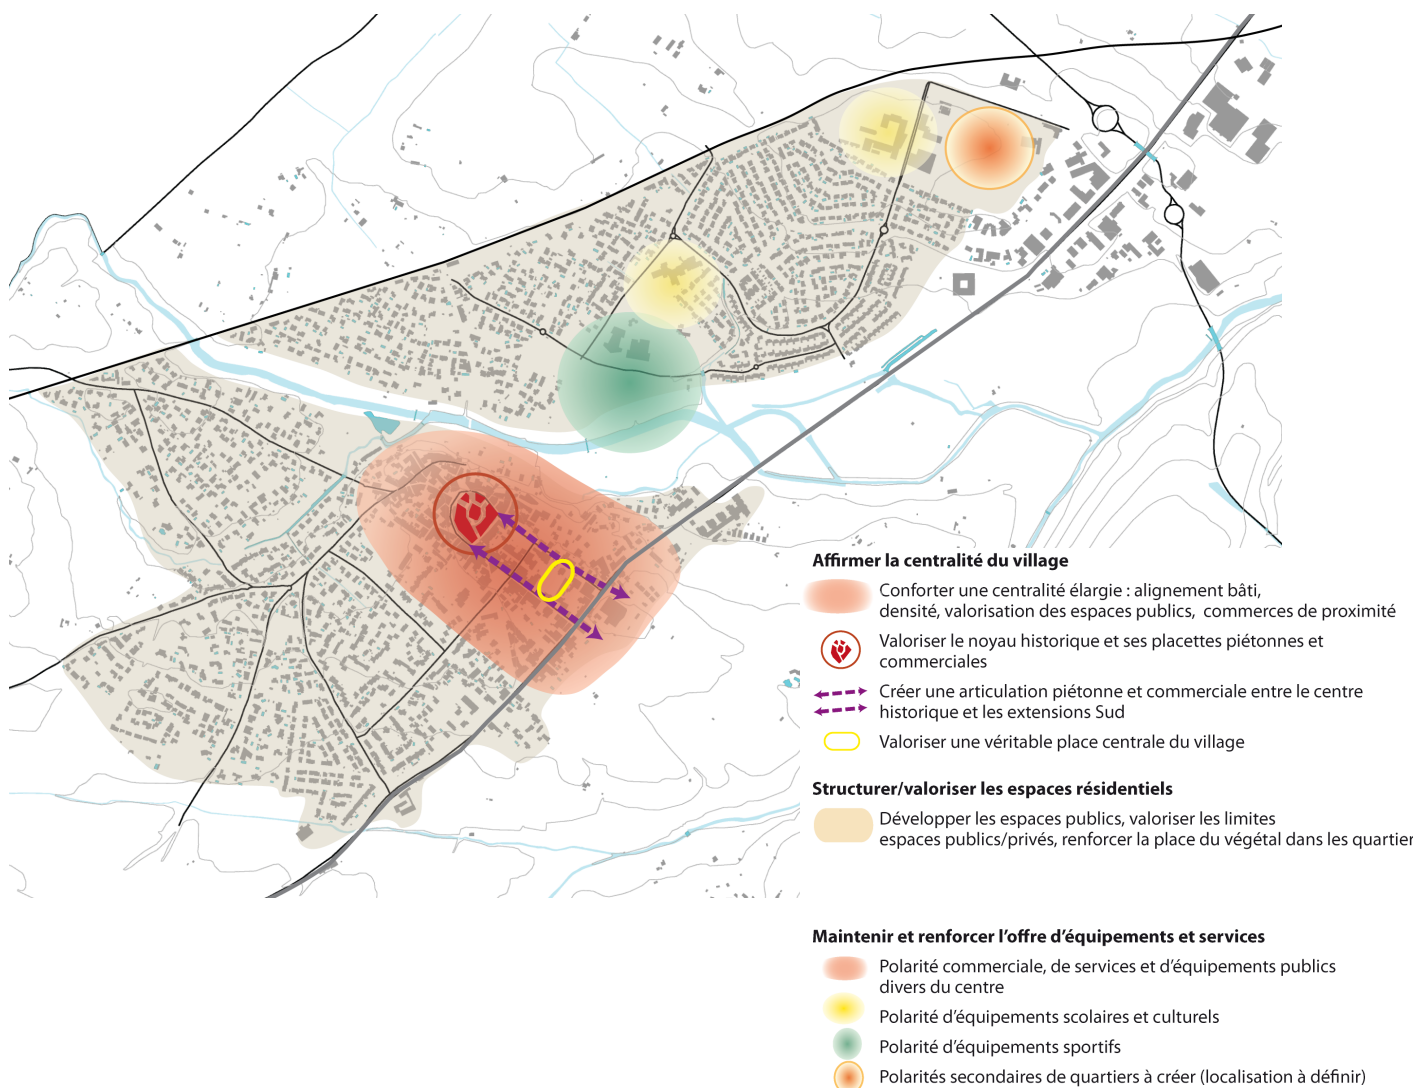 Affirmer la centralité du village
Conforter une centralité élargie : alignement bâti,
densité, valorisation des espaces publics, commerces de proximité
Valoriser le noyau historique et ses placettes piétonnes et
commerciales
Créer une articulation piétonne et commerciale entre le centre
historique et les extensions Sud
Valoriser une véritable place centrale du village
Structurer/valoriser les espaces résidentiels
Développer les espaces publics, valoriser les limites
espaces publics/privés, renforcer la place du végétal dans les quartier
Maintenir et renforcer l'offre d'équipements et services
Polarité commerciale, de services et d'équipements publics
divers du centre
Polarité d'équipements scolaires et culturels
Polarité d'équipements sportifs
Polarités secondaires de quartiers à créer (localisation à définir)